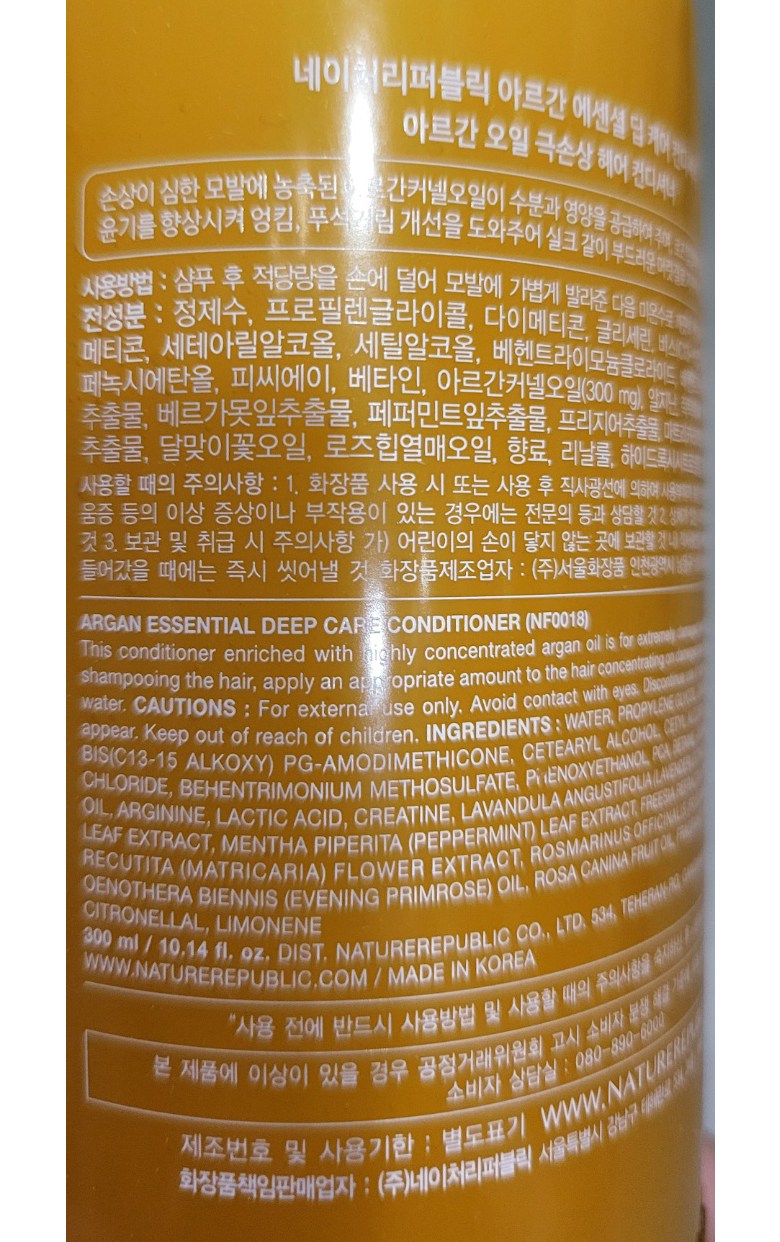 네이처리퍼블릭 아르간 에센셜 딥 케어
아르간 오일 극손상 헤어 컨디셔너
손상이 심한 모발에 농축된 수분과 영양을 공급하여
윤기를 향상시켜 엉킴, 개선을 도와주어 실크 같이 부드러운
사용방법 : 샴푸 후 적당량을 손에 덜어 모발에 가볍게 발라준 다음 미온수로
전성분 : 정제수, 프로필렌글라이콜, 다이메티콘, 글리세린,
메티콘, 세테아릴알코올, 세틸알코올, 베헨트라이모늄클로라이드
페녹시에탄올, 피씨에이, 베타인, 아르간커넬오일(300 mg), 알지닌,
추출물, 베르가못잎추출물, 페퍼민트잎추출물, 프리지어추출물
추출물, 달맞이꽃오일, 로즈힙열매오일, 향료, 리날룰,
사용할 때의 주의사항 : 1. 화장품 사용 시 또는 사용 후 직사광선에 의하여
움증 등의 이상 증상이나 부작용이 있는 경우에는 전문의 등과 상담할 것 2.
것 3. 보관 및 취급 시 주의사항 가) 어린이의 손이 닿지 않는 곳에 보관할 것
들어갔을 때에는 즉시 씻어낼 것 화장품제조업자 : (주)서울화장품 인천광역시
ARGAN ESSENTIAL DEEP CARE CONDITIONER (NF0018)
This conditioner enriched with highly concentrated argan oil is for extremely
shampooing the hair, apply an appropriate amount to the hair concentrating on
water. CAUTIONS : For external use only. Avoid contact with eyes. Discontinue
appear. Keep out of reach of children. INGREDIENTS : WATER, PROPYLENE GLYCOL,
BIS(C13-15 ALKOXY) PG-AMODIMETHICONE, CETEARYL ALCOHOL, CETYL
CHLORIDE, BEHENTRIMONIUM METHOSULFATE, PHENOXYETHANOL, PCA,
OIL, ARGININE, LACTIC ACID, CREATINE, LAVANDULA ANGUSTIFOLIA
LEAF EXTRACT, MENTHA PIPERITA (PEPPERMINT) LEAF EXTRACT, FREESIA
RECUTITA (MATRICARIA) FLOWER EXTRACT, ROSMARINUS OFFICINALIS
OENOTHERA BIENNIS (EVENING PRIMROSE) OIL, ROSA CANINA FRUIT OIL,
CITRONELLAL, LIMONENE
300 ml / 10.14 fl. oz. DIST. NATUREREPUBLIC CO., LTD. 534, TEHERAN-RO,
WWW.NATUREREPUBLIC.COM / MADE IN KOREA
"사용 전에 반드시 사용방법 및 사용할 때의 주의사항을
본 제품에 이상이 있을 경우 공정거래위원회 고시 소비자 분쟁 해결
소비자 상담실 : 080-890-6000
제조번호 및 사용기한 : 별도표기 WWW.NATUREREPU
화장품책임판매업자 : (주)네이처리퍼블릭 서울특별시 강남구